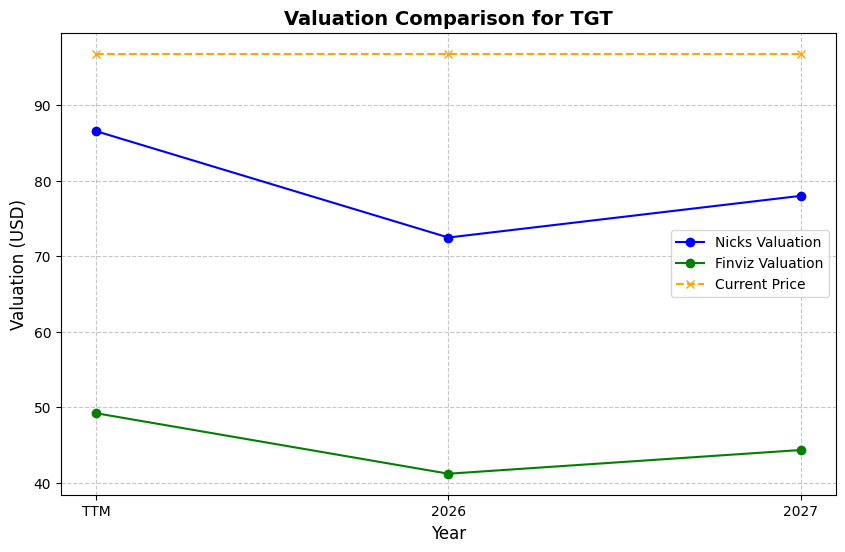 Valuation Comparison for TGT
Valuation (USD)
90
80
70
60
50
40
Nicks Valuation
Finviz Valuation
Current Price
TTM
2026
2027
Year